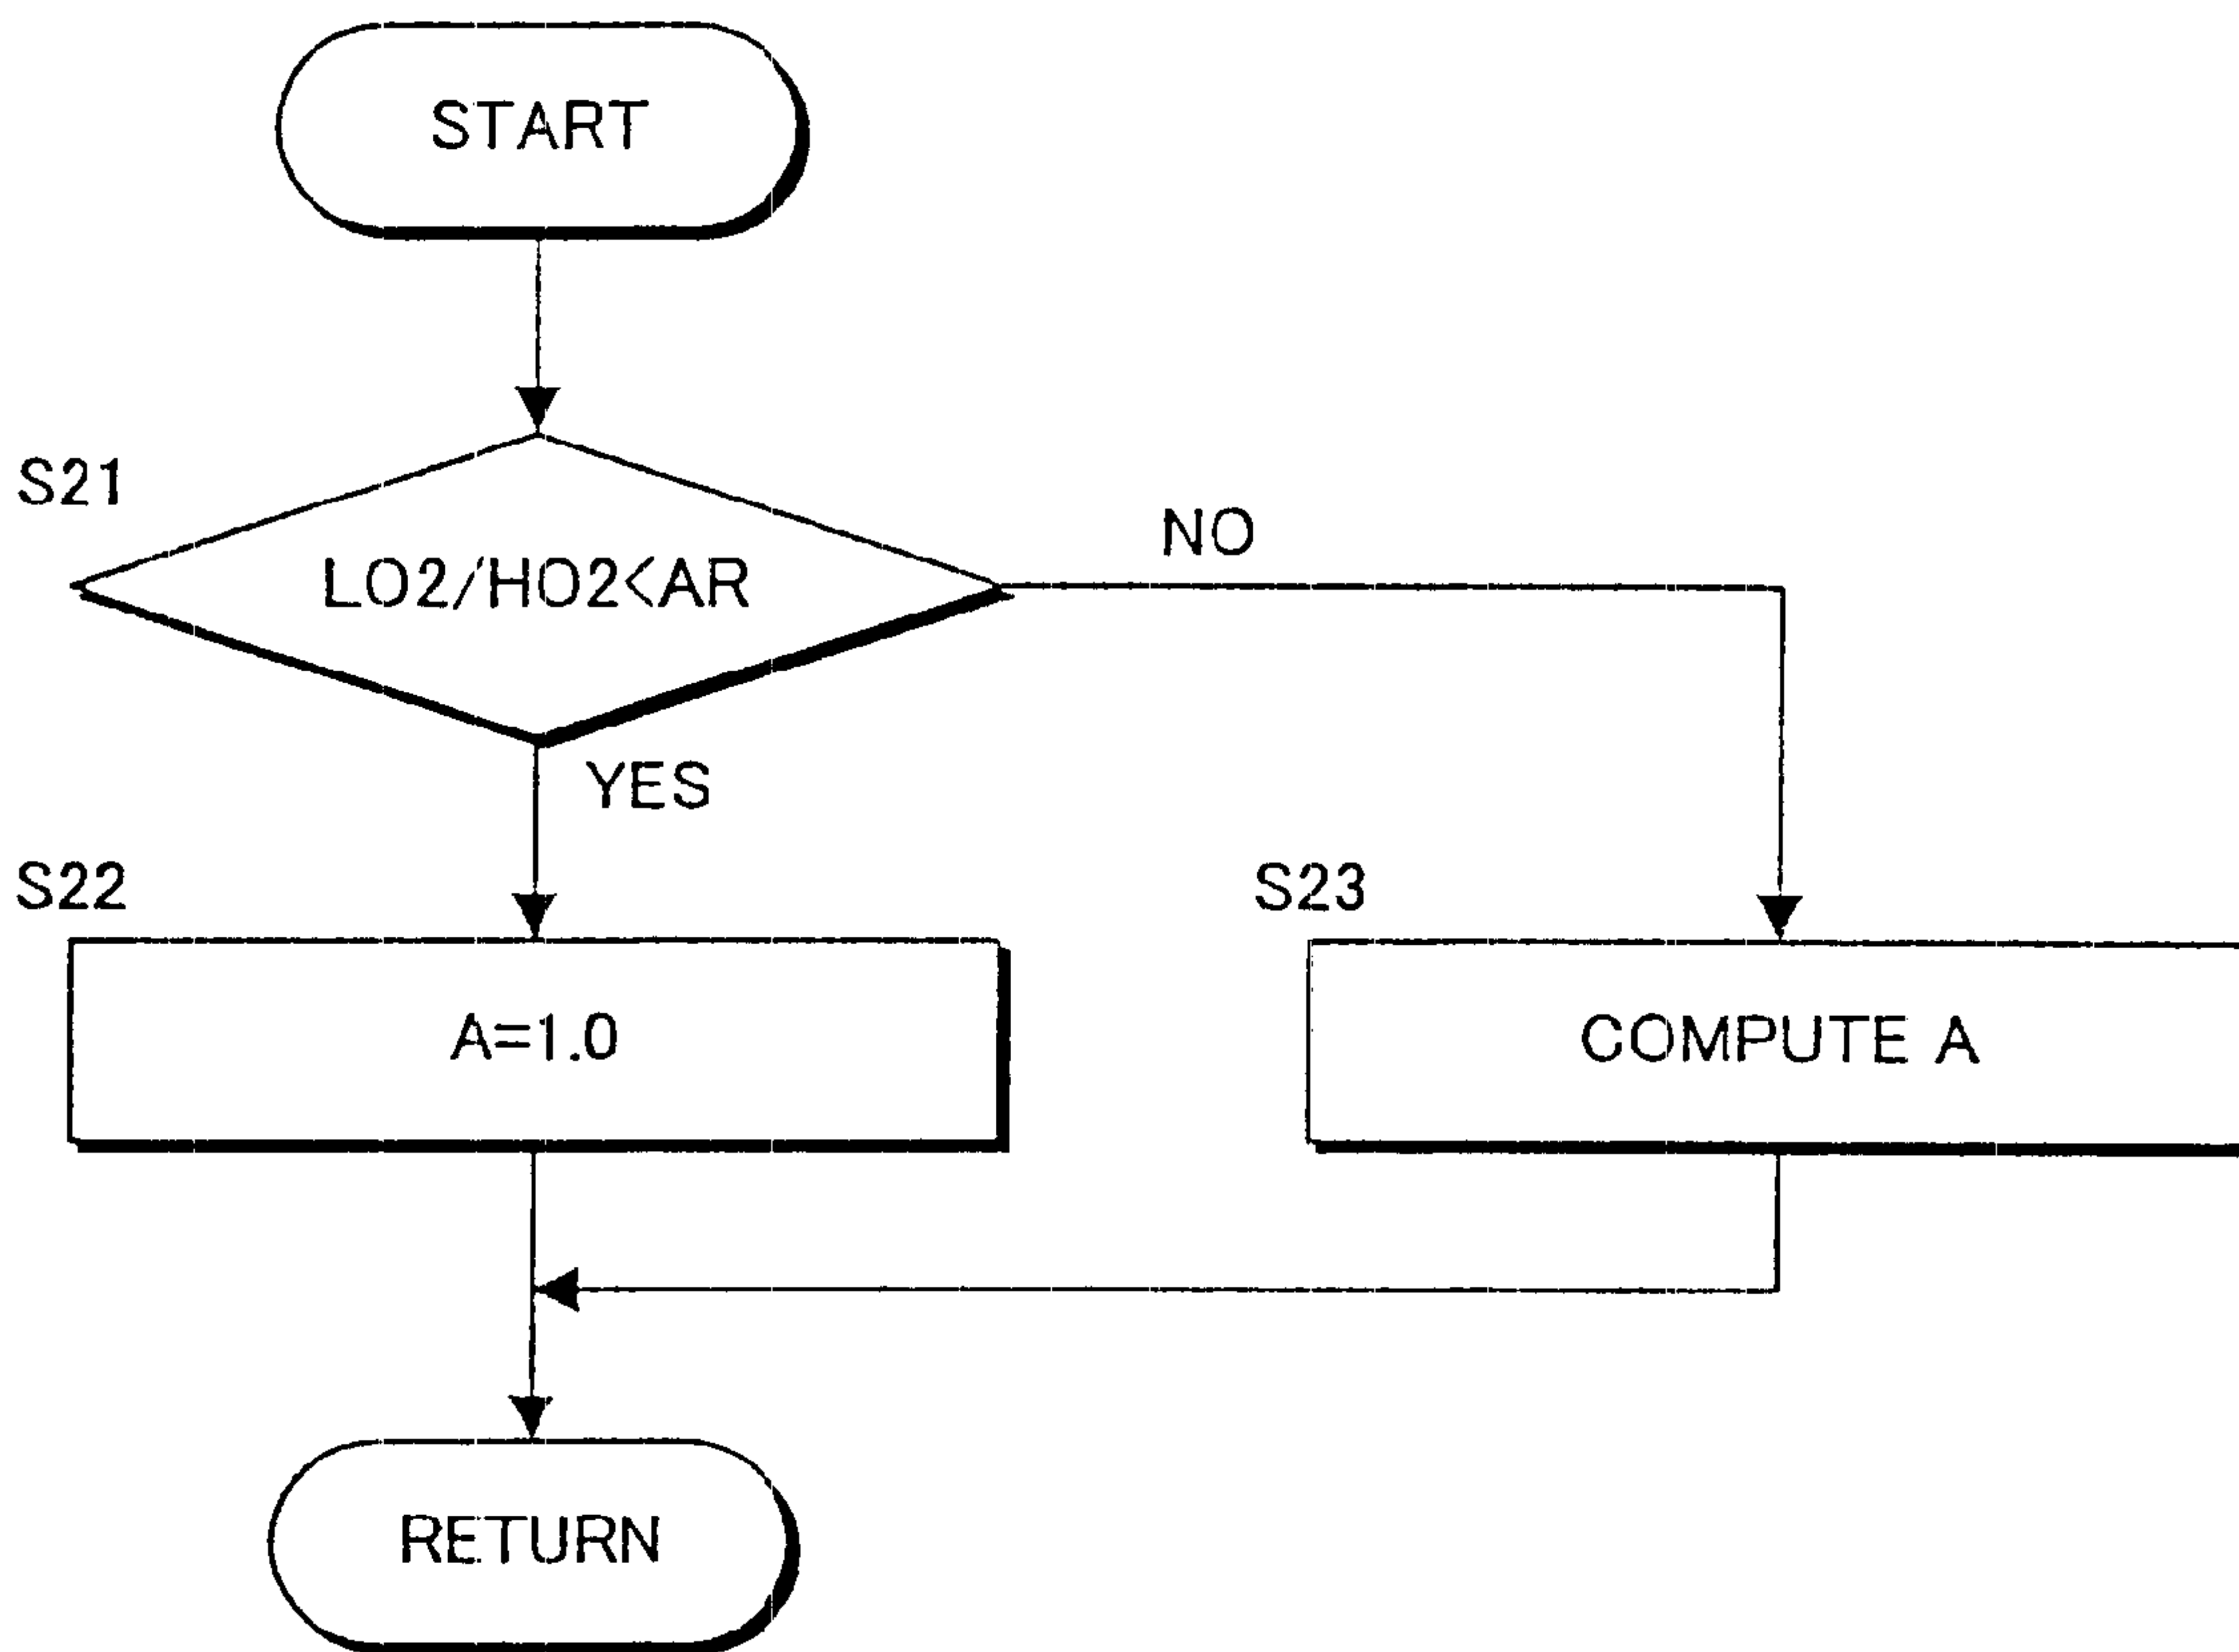 START
S21
LO2/HO2<AR
NO
YES
S22
A=1.0
S23
COMPUTE A
RETURN